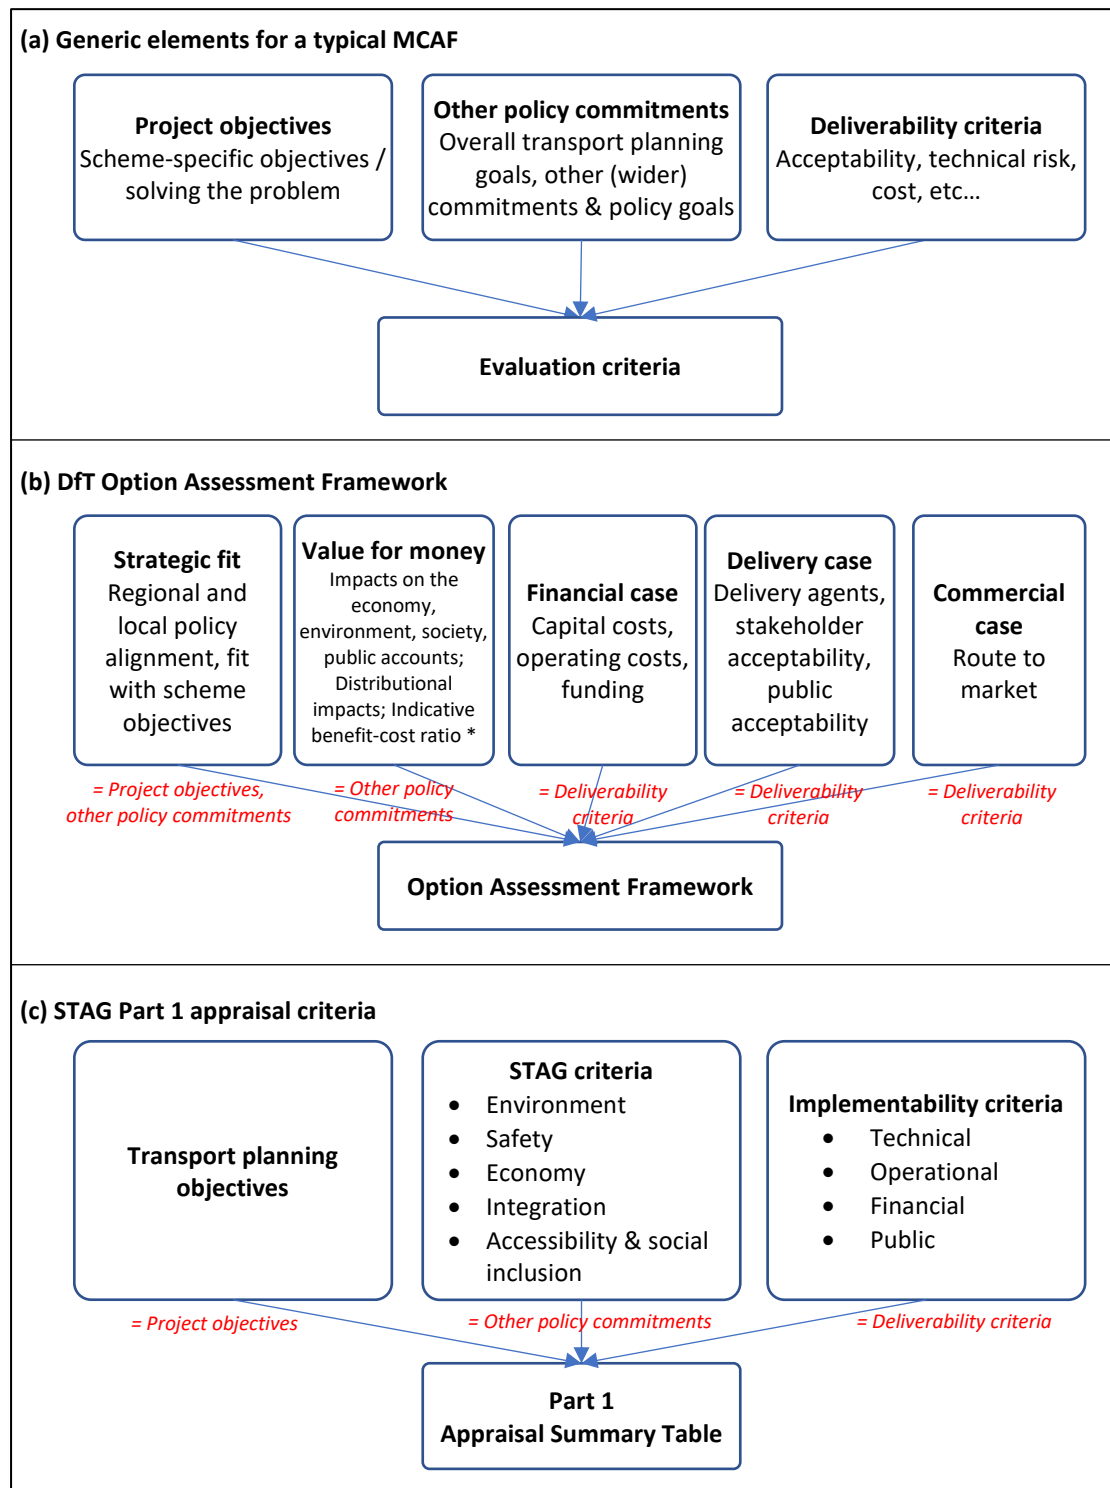 (a) Generic elements for a typical MCAF
Project objectives
Scheme-specific objectives /
solving the problem
Other policy commitments
Overall transport planning
goals, other (wider)
commitments & policy goals
Deliverability criteria
Acceptability, technical risk,
cost, etc…
Evaluation criteria
(b) DfT Option Assessment Framework
Strategic fit
Regional and
local policy
alignment, fit
with scheme
objectives
Value for money
Impacts on the
economy,
environment, society,
public accounts;
Distributional
impacts; Indicative
benefit-cost ratio *
Financial case
Capital costs,
operating costs,
funding
Delivery case
Delivery agents,
stakeholder
acceptability,
public
acceptability
Commercial
case
Route to
market
= Project objectives,
other policy commitments
= Other policy
commitments
= Deliverability
criteria
= Deliverability
criteria
= Deliverability
criteria
Option Assessment Framework
(c) STAG Part 1 appraisal criteria
Transport planning
objectives
STAG criteria
• Environment
• Safety
• Economy
• Integration
• Accessibility & social
inclusion
Implementability criteria
• Technical
• Operational
• Financial
• Public
= Project objectives
= Other policy commitments
= Deliverability criteria
Part 1
Appraisal Summary Table